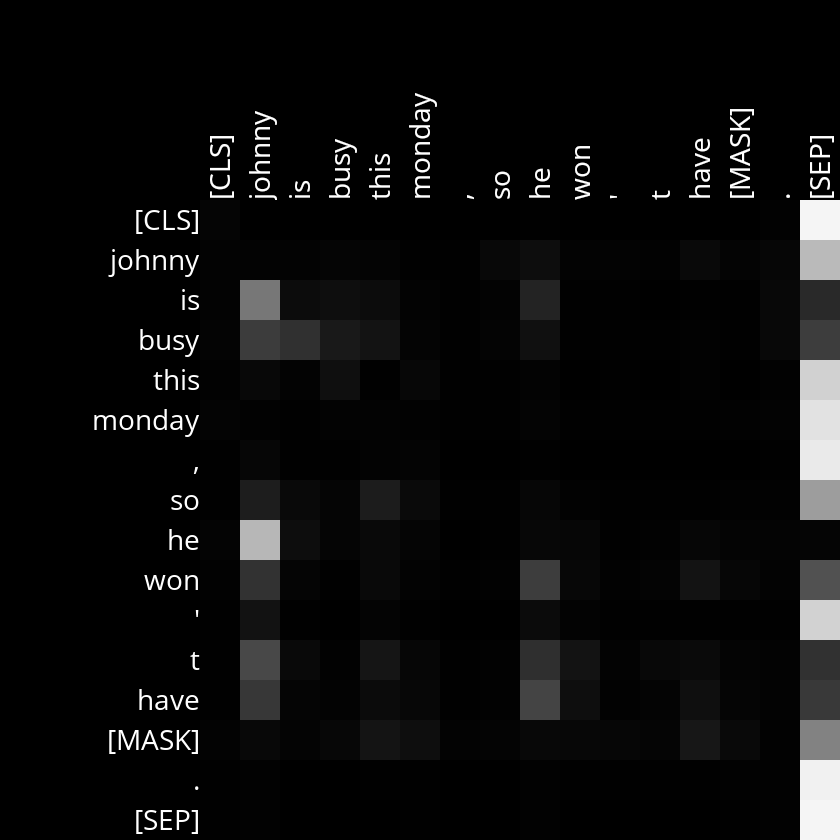 [CLS] johnny is busy this monday , so he won ' t have [MASK] . [SEP]
[CLS]
johnny
is
busy
this
monday
,
so
he
won
'
t
have
[MASK]
.
[SEP]